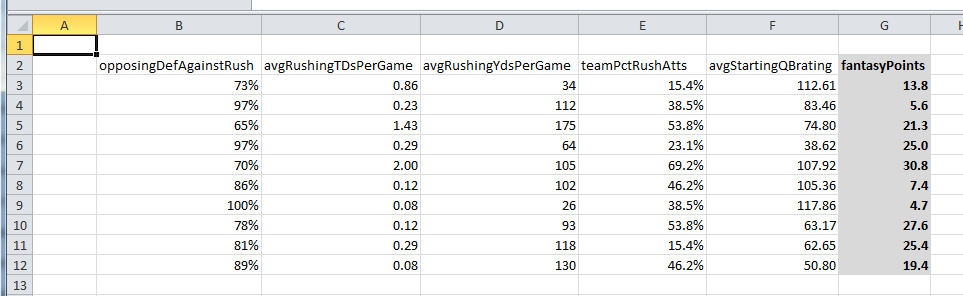 A B C D E F G
1
2 opposingDefAgainstRush avgRushingTDsPerGame avgRushingYdsPerGame teamPctRushAtts avgStartingQBrating fantasyPoints
3 73% 0.86 34 15.4% 112.61 13.8
4 97% 0.23 112 38.5% 83.46 5.6
5 65% 1.43 175 53.8% 74.80 21.3
6 97% 0.29 64 23.1% 38.62 25.0
7 70% 2.00 105 69.2% 107.92 30.8
8 86% 0.12 102 46.2% 105.36 7.4
9 100% 0.08 26 38.5% 117.86 4.7
10 78% 0.12 93 53.8% 63.17 27.6
11 81% 0.29 118 15.4% 62.65 25.4
12 89% 0.08 130 46.2% 50.80 19.4
13